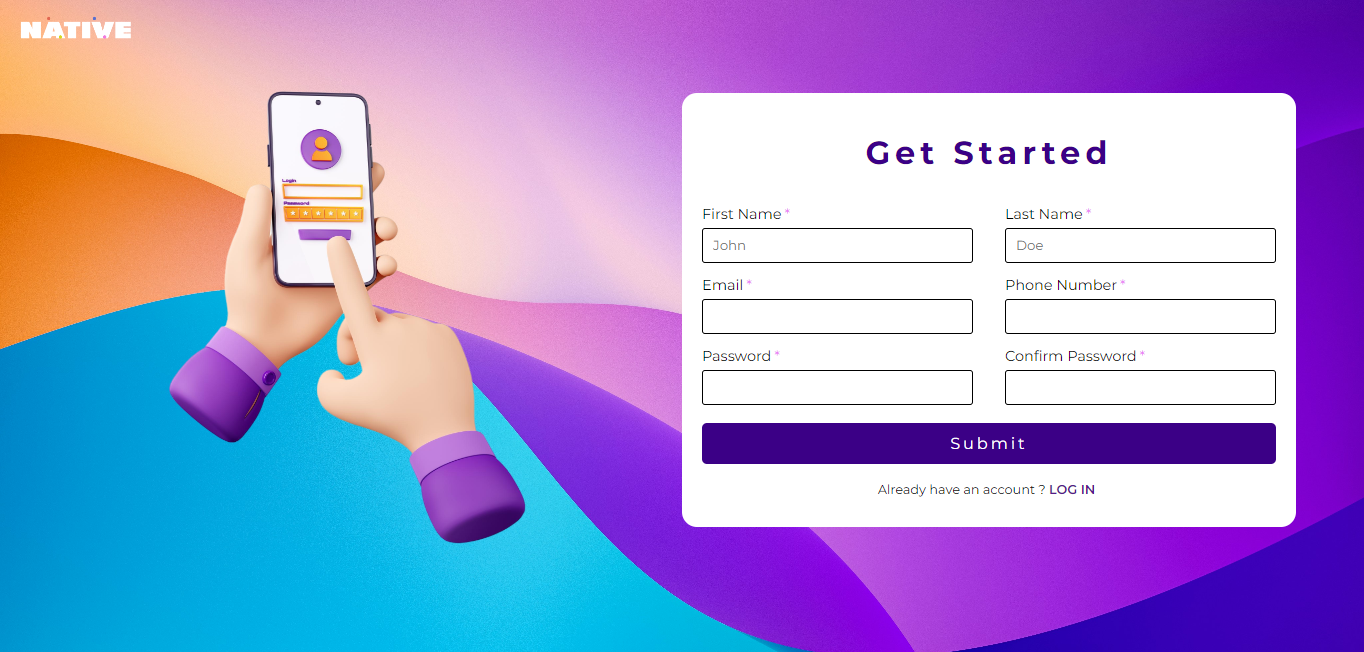 NATIVE
Login
Password
Get Started
First Name *
Last Name *
John
Doe
Email *
Phone Number *
Password *
Confirm Password *
Submit
Already have an account ? LOG IN